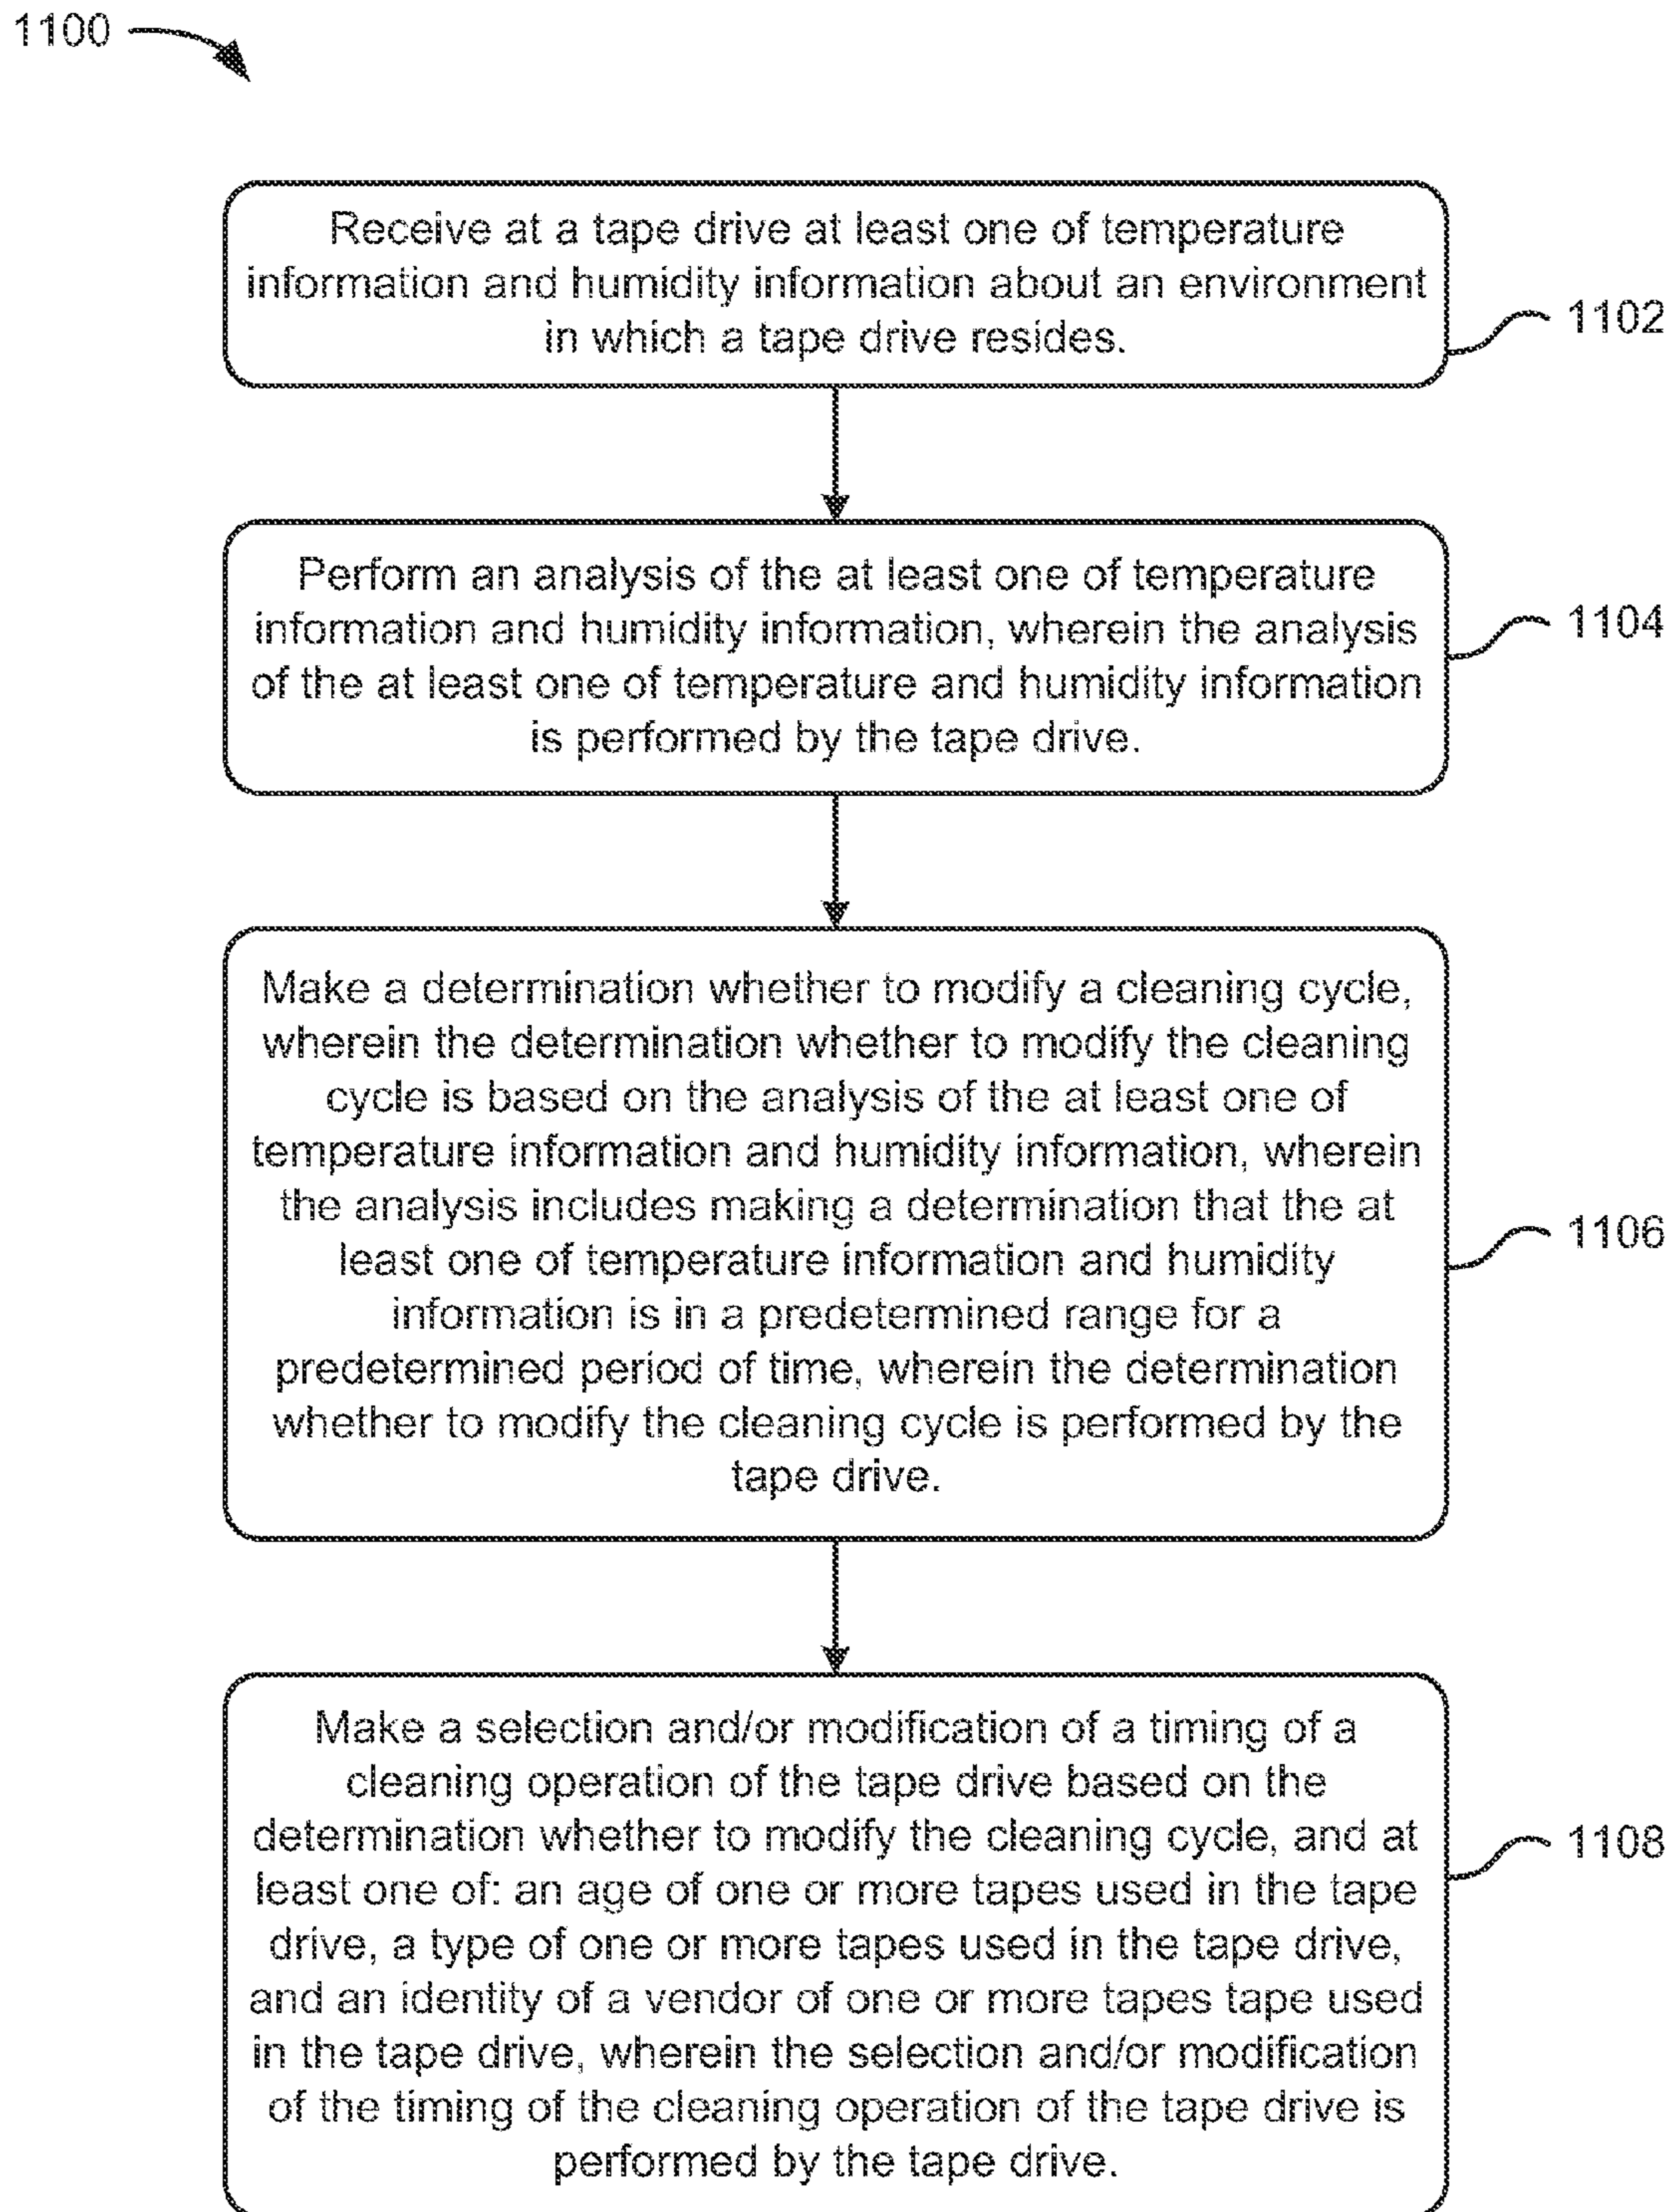 1100
Receive at a tape drive at least one of temperature
information and humidity information about an environment
in which a tape drive resides.
1102
Perform an analysis of the at least one of temperature
information and humidity information, wherein the analysis
of the at least one of temperature and humidity information
is performed by the tape drive.
1104
Make a determination whether to modify a cleaning cycle,
wherein the determination whether to modify the cleaning
cycle is based on the analysis of the at least one of
temperature information and humidity information, wherein
the analysis includes making a determination that the at
least one of temperature information and humidity
information is in a predetermined range for a
predetermined period of time, wherein the determination
whether to modify the cleaning cycle is performed by the
tape drive.
1106
Make a selection and/or modification of a timing of a
cleaning operation of the tape drive based on the
determination whether to modify the cleaning cycle, and at
least one of: an age of one or more tapes used in the tape
drive, a type of one or more tapes used in the tape drive,
and an identity of a vendor of one or more tapes tape used
in the tape drive, wherein the selection and/or modification
of the timing of the cleaning operation of the tape drive is
performed by the tape drive.
1108